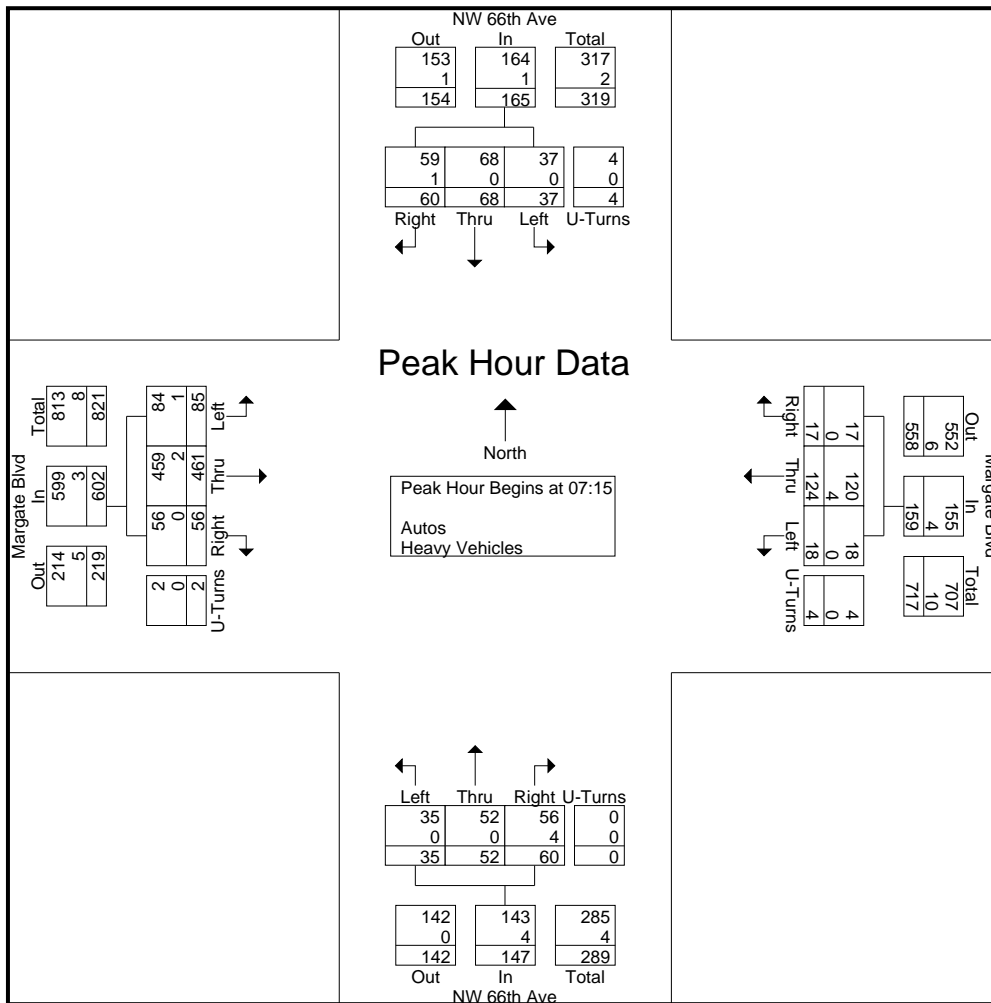 NW 66th Ave
Out In Total
153 164 317
1 1 2
154 165 319
59 68 37 4
1 0 0 0
60 68 37 4
Right Thru Left U-Turns
Peak Hour Data
North
Peak Hour Begins at 07:15
Autos
Heavy Vehicles
Margate Blvd
Total In Out
813 599 214
8 3 5
821 602 219
84 459 56 2
1 2 0 0
85 461 56 2
Left Thru Right U-Turns
Margate Blvd
Out In Total
552 155 707
6 4 10
558 159 717
17 120 18 4
0 4 0 0
17 124 18 4
Right Thru Left U-Turns
Left Thru Right U-Turns
35 52 56 0
0 0 4 0
35 52 60 0
142 143 285
0 4 4
142 147 289
Out In Total
NW 66th Ave